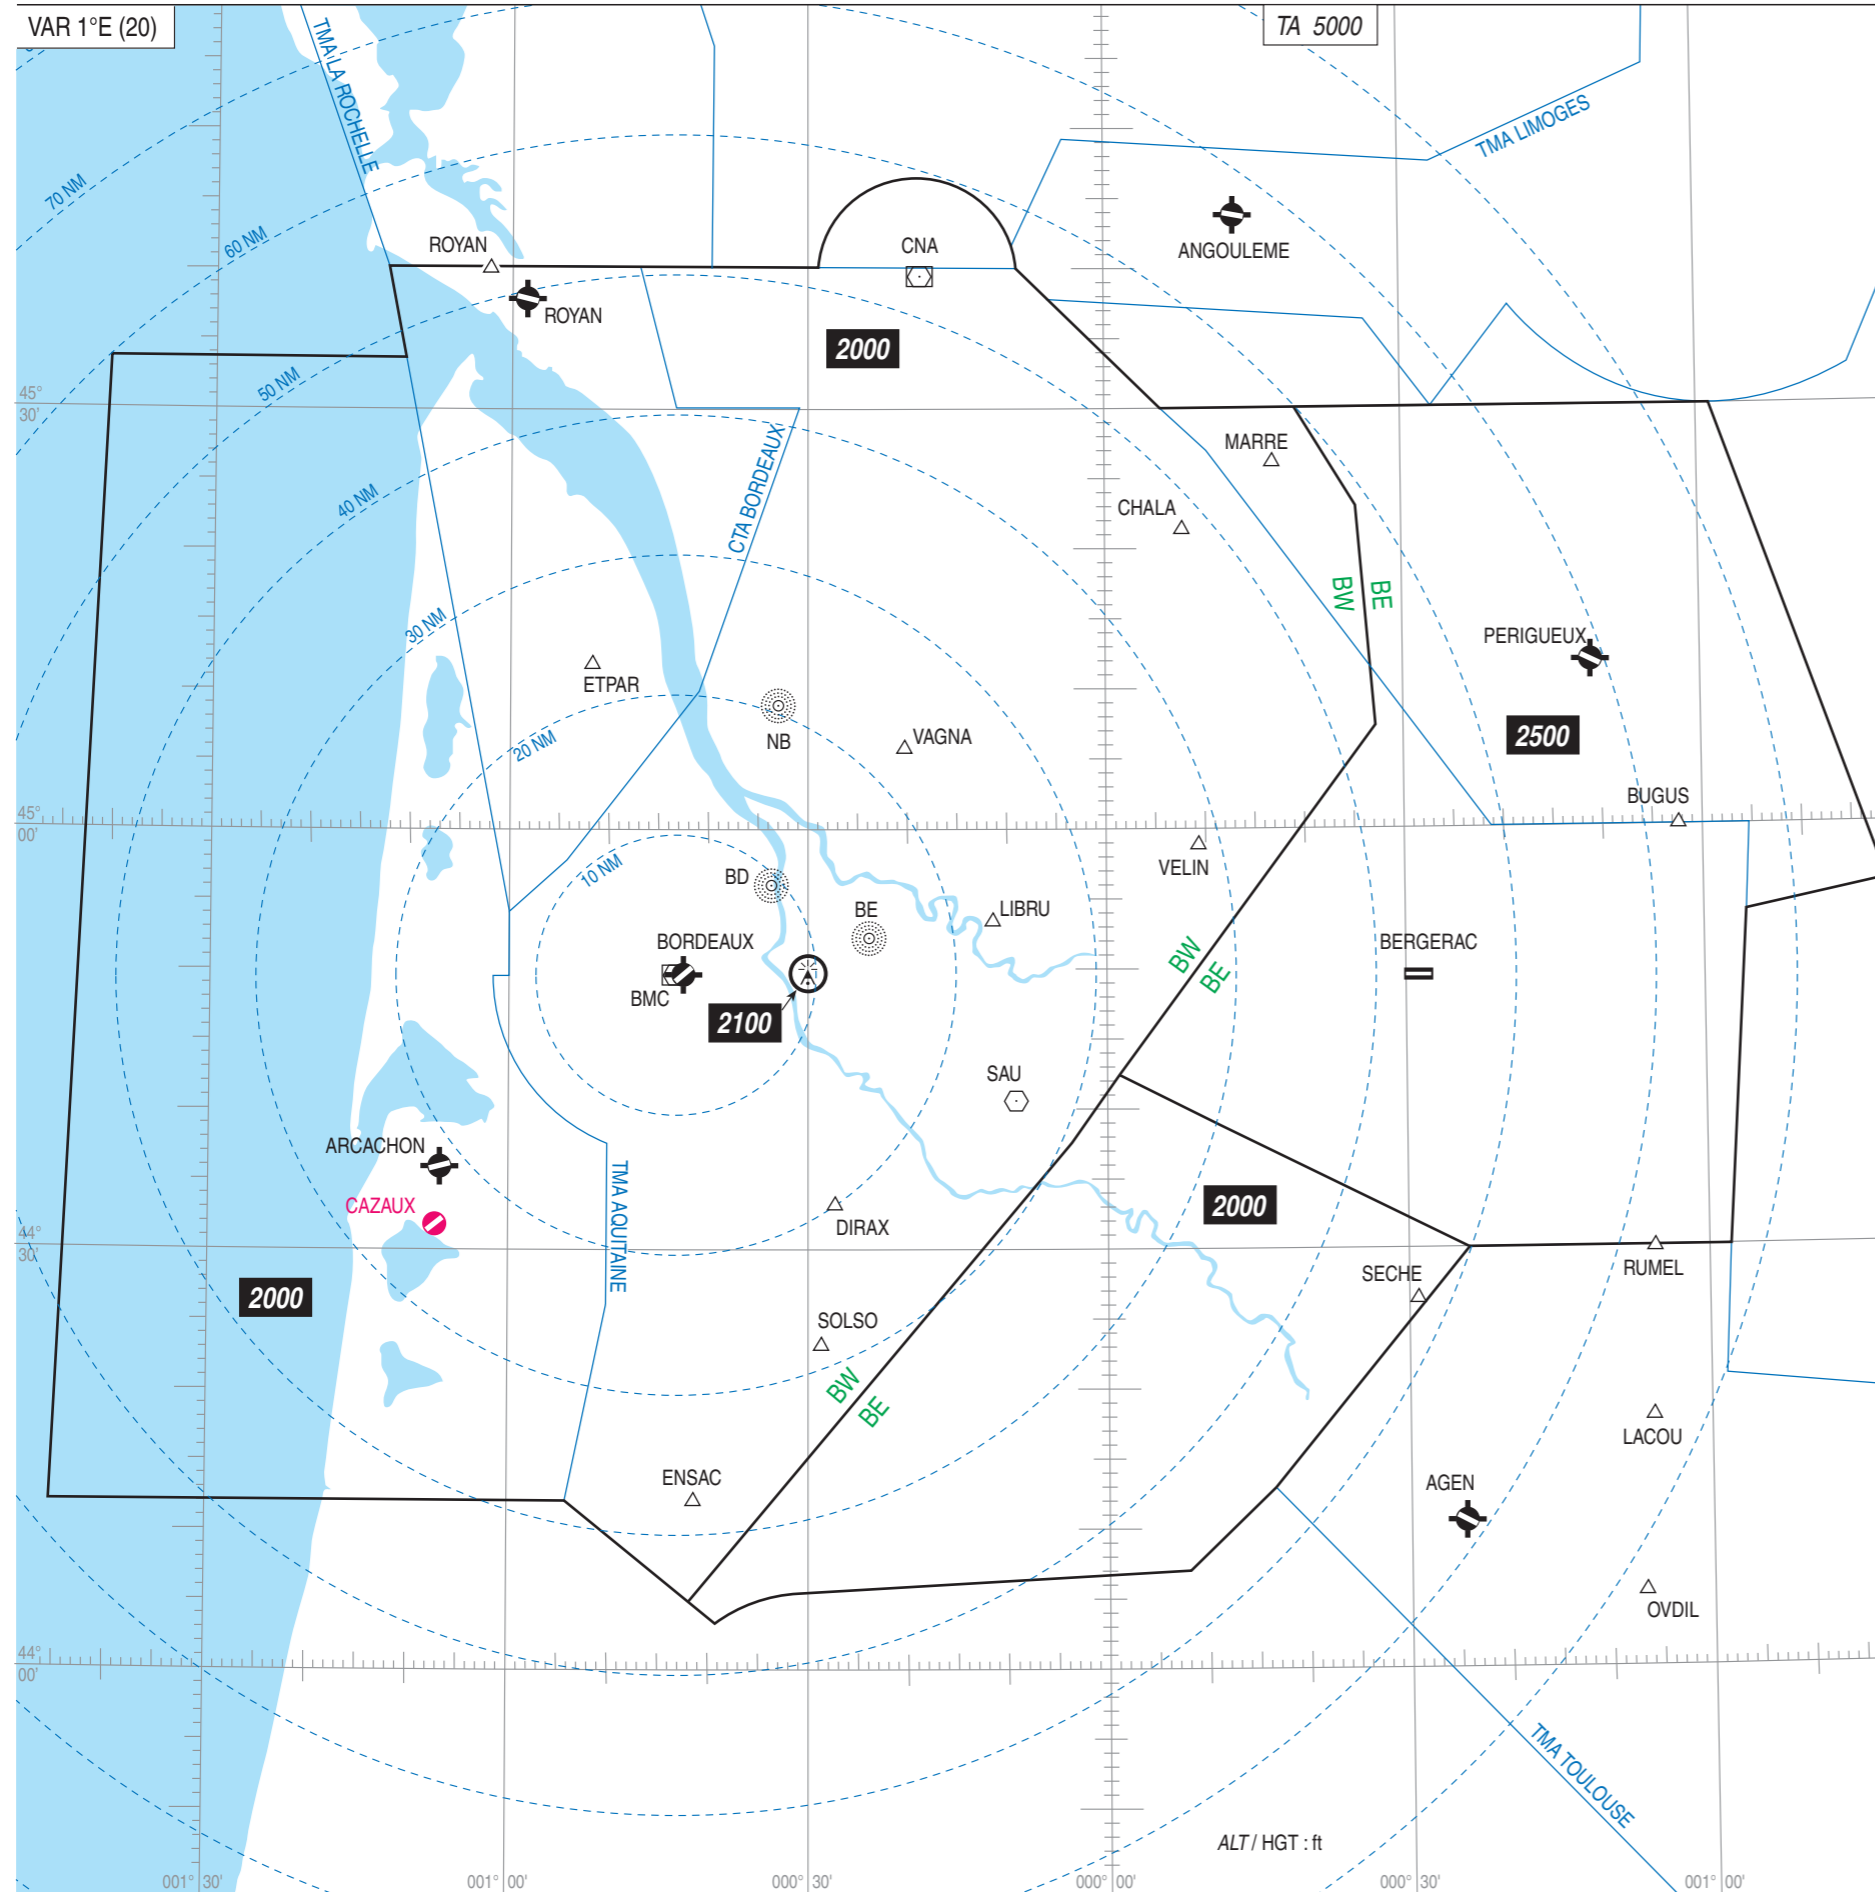 VAR 1°E (20)
TA 5000
TMA LA ROCHELLE
TMA LIMOGES
70 NM
60 NM
ROYAN
CNA
ANGOULEME
ROYAN
2000
50 NM
45°
30'
MARRE
CTA BORDEAUX
40 NM
CHALA
BW
BE
30 NM
PERIGUEUX
ETPAR
20 NM
NB
VAGNA
2500
BUGUS
45°
00'
VELIN
10 NM
BD
BE
LIBRU
BORDEAUX
BERGERAC
BW
BE
BMC
2100
SAU
ARCACHON
CAZAUX
TMA AQUITAINE
2000
DIRAX
44°
30'
RUMEL
SECHE
2000
SOLSO
BW
BE
LACOU
ENSAC
AGEN
OVDIL
44°
00'
TMA TOULOUSE
ALT / HGT : ft
001° 30'
001° 00'
000° 30'
000° 00'
000° 30'
001° 00'